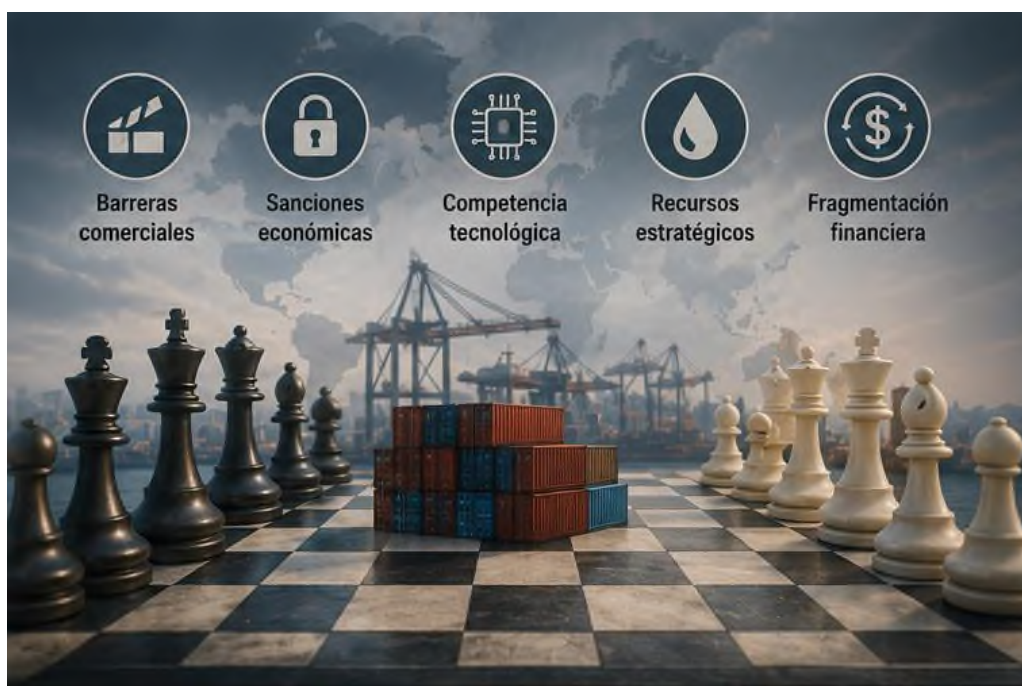 Barreras
comerciales
Sanciones
económicas
Competencia
tecnológica
Recursos
estratégicos
Fragmentación
financiera